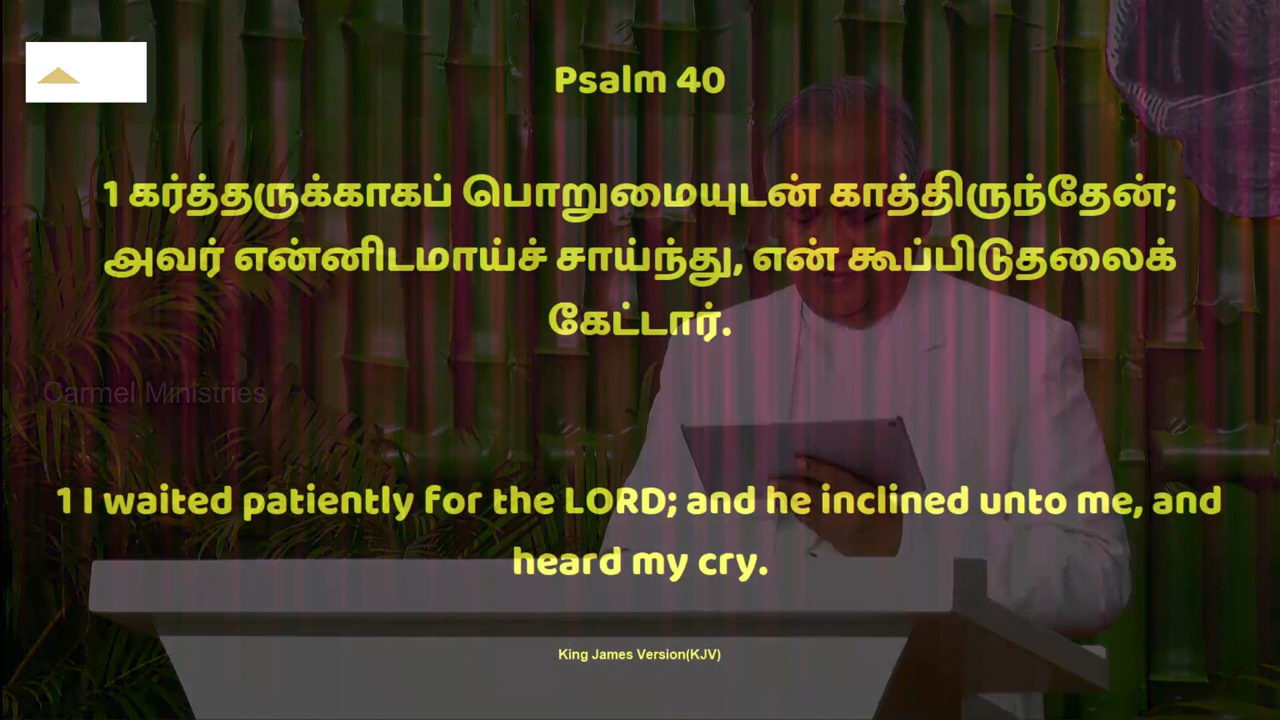 Psalm 40
1 கர்த்தருக்காகப் பொறுமையுடன் காத்திருந்தேன்;
அவர் என்னிடமாய்ச் சாய்ந்து, என் கூப்பிடுதலைக்
கேட்டார்.
Carmel Ministries
1 I waited patiently for the LORD; and he inclined unto me, and
heard my cry.
King James Version(KJV)